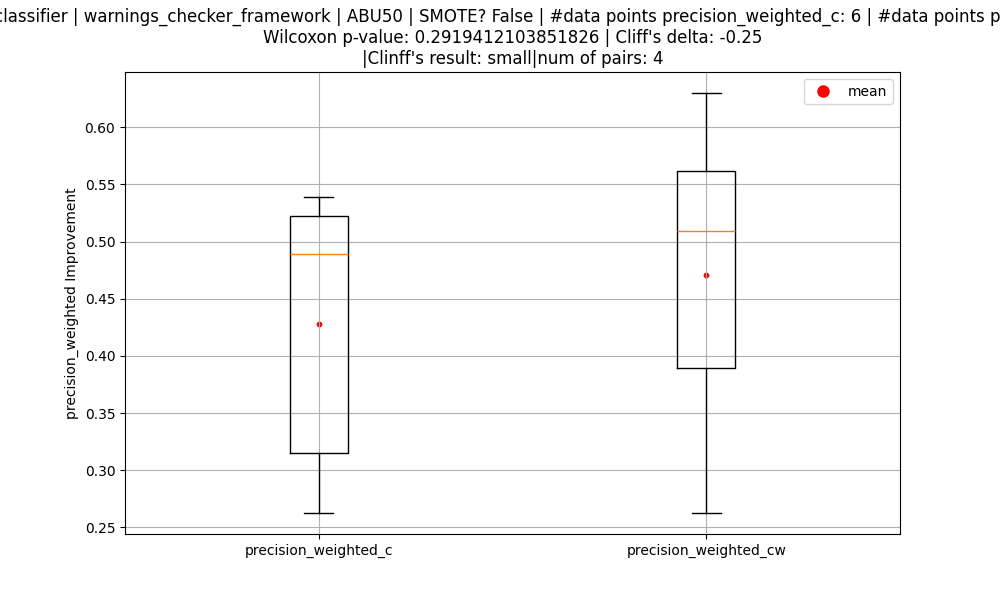 classifier | warnings_checker_framework | ABU50 | SMOTE? False | #data points precision_weighted_c: 6 | #data points p
Wilcoxon p-value: 0.2919412103851826 | Cliff's delta: -0.25
|Clinff's result: small|num of pairs: 4
mean
0.60
0.55
0.50
0.45
0.40
0.35
0.30
0.25
precision_weighted Improvement
precision_weighted_c
precision_weighted_cw